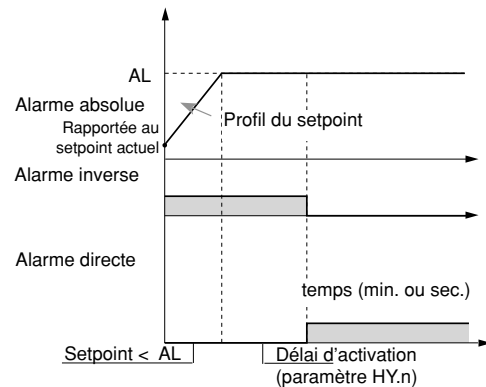 AL
Alarme absolue
Rapportée au
setpoint actuel
Profil du setpoint
Alarme inverse
Alarme directe
temps (min. ou sec.)
Setpoint < AL
Délai d'activation
(paramètre HY.n)